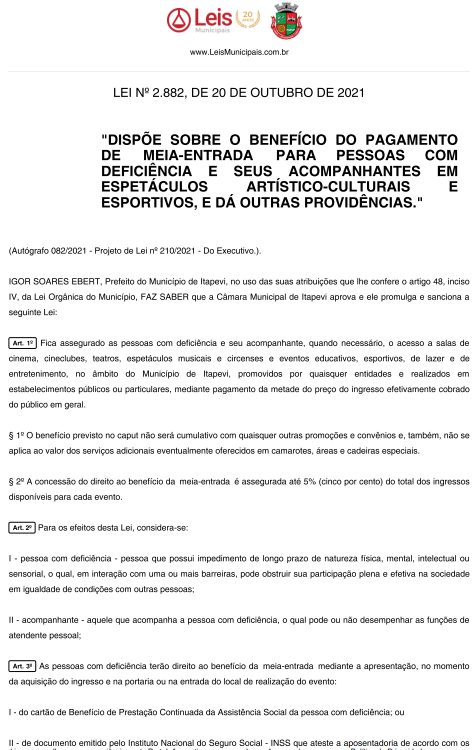 Leis
Municipais
20
ANOS
www.LeisMunicipais.com.br
LEI Nº 2.882, DE 20 DE OUTUBRO DE 2021
"DISPÕE SOBRE O BENEFÍCIO DO PAGAMENTO
DE MEIA-ENTRADA PARA PESSOAS COM
DEFICIÊNCIA E SEUS ACOMPANHANTES EM
ESPETÁCULOS ARTÍSTICO-CULTURAIS E
ESPORTIVOS, E DÁ OUTRAS PROVIDÊNCIAS."
(Autógrafo 082/2021 - Projeto de Lei nº 210/2021 - Do Executivo.).
IGOR SOARES EBERT, Prefeito do Município de Itapevi, no uso das suas atribuições que lhe confere o artigo 48, inciso
IV, da Lei Orgânica do Município, FAZ SABER que a Câmara Municipal de Itapevi aprova e ele promulga e sanciona a
seguinte Lei:
Art. 1º Fica assegurado as pessoas com deficiência e seu acompanhante, quando necessário, o acesso a salas de
cinema, cineclubes, teatros, espetáculos musicais e circenses e eventos educativos, esportivos, de lazer e de
entretenimento, no âmbito do Município de Itapevi, promovidos por quaisquer entidades e realizados em
estabelecimentos públicos ou particulares, mediante pagamento da metade do preço do ingresso efetivamente cobrado
do público em geral.
§ 1º O benefício previsto no caput não será cumulativo com quaisquer outras promoções e convênios e, também, não se
aplica ao valor dos serviços adicionais eventualmente oferecidos em camarotes, áreas e cadeiras especiais.
§ 2º A concessão do direito ao benefício da meia-entrada é assegurada até 5% (cinco por cento) do total dos ingressos
disponíveis para cada evento.
Art. 2º Para os efeitos desta Lei, considera-se:
I - pessoa com deficiência - pessoa que possui impedimento de longo prazo de natureza física, mental, intelectual ou
sensorial, o qual, em interação com uma ou mais barreiras, pode obstruir sua participação plena e efetiva na sociedade
em igualdade de condições com outras pessoas;
II - acompanhante - aquele que acompanha a pessoa com deficiência, o qual pode ou não desempenhar as funções de
atendente pessoal;
Art. 3º As pessoas com deficiência terão direito ao benefício da meia-entrada mediante a apresentação, no momento
da aquisição do ingresso e na portaria ou na entrada do local de realização do evento:
I - do cartão de Benefício de Prestação Continuada da Assistência Social da pessoa com deficiência; ou
II - de documento emitido pelo Instituto Nacional do Seguro Social - INSS que ateste a aposentadoria de acordo com os